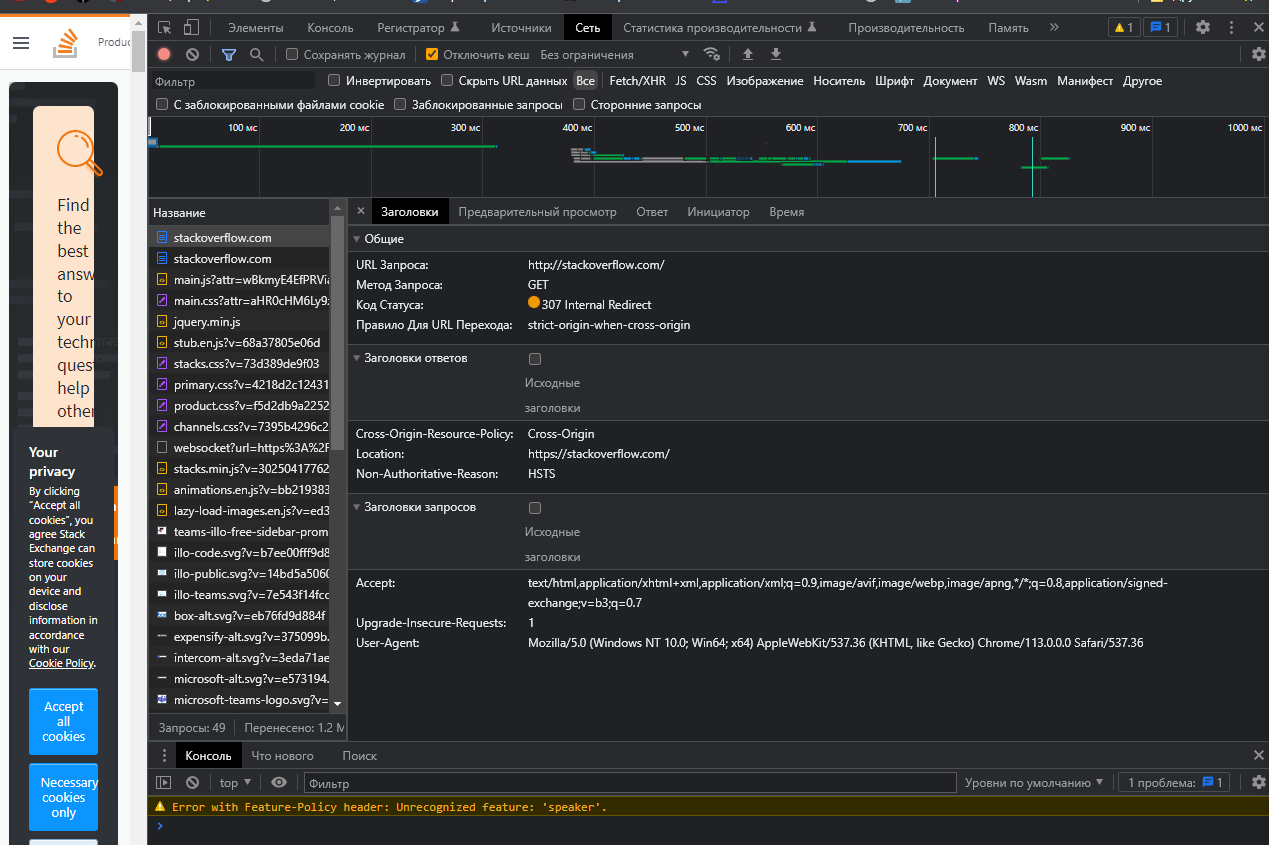 Produc
Find
the
best
answ
to
your
techn
quest
help
others
Your
privacy
By clicking
“Accept all
cookies”, you
agree Stack
Exchange can
store cookies
on your
device and
disclose
information in
accordance
with our
Cookie Policy.
Accept
all
cookies
Necessary
cookies
only
Элементы Консоль Регистратор Источники Сеть Статистика производительности Производительность Память » 1 1
Сохранять журнал Отключить кеш Без ограничения
Фильтр Инвертировать Скрыть URL данных Все Fetch/XHR JS CSS Изображение Носитель Шрифт Документ WS Wasm Манифест Другое
С заблокированными файлами cookie Заблокированные запросы Сторонние запросы
100 мс 200 мс 300 мс 400 мс 500 мс 600 мс 700 мс 800 мс 900 мс 1000 мс
Название
stackoverflow.com
stackoverflow.com
main.js?attr=wBkmyE4EfPRVia
main.css?attr=aHR0cHM6Ly9z
jquery.min.js
stub.en.js?v=68a37805e06d
stacks.css?v=73d389de9f03
primary.css?v=4218d2c12431
product.css?v=f5d2db9a2252
channels.css?v=7395b4296c2
websocket?url=https%3A%2F
stacks.min.js?v=30250417762
animations.en.js?v=bb219383
lazy-load-images.en.js?v=ed3
teams-illo-free-sidebar-prom
illo-code.svg?v=b7ee00fff9d8
illo-public.svg?v=14bd5a5060
illo-teams.svg?v=7e543f14fcc
box-alt.svg?v=eb76fd9d884f
expensify-alt.svg?v=375099b.
intercom-alt.svg?v=3eda71ae
microsoft-alt.svg?v=e573194.
microsoft-teams-logo.svg?v=
Запросы: 49 Перенесено: 1.2 М
Заголовки Предварительный просмотр Ответ Инициатор Время
Общие
URL Запроса: http://stackoverflow.com/
Метод Запроса: GET
Код Статуса: 307 Internal Redirect
Правило Для URL Перехода: strict-origin-when-cross-origin
Заголовки ответов
Исходные
заголовки
Cross-Origin-Resource-Policy: Cross-Origin
Location: https://stackoverflow.com/
Non-Authoritative-Reason: HSTS
Заголовки запросов
Исходные
заголовки
Accept: text/html,application/xhtml+xml,application/xml;q=0.9,image/avif,image/webp,image/apng,*/*;q=0.8,application/signed-
exchange;v=b3;q=0.7
Upgrade-Insecure-Requests: 1
User-Agent: Mozilla/5.0 (Windows NT 10.0; Win64; x64) AppleWebKit/537.36 (KHTML, like Gecko) Chrome/113.0.0.0 Safari/537.36
Консоль Что нового Поиск
top Фильтр Уровни по умолчанию 1 проблема: 1
Error with Feature-Policy header: Unrecognized feature: 'speaker'.